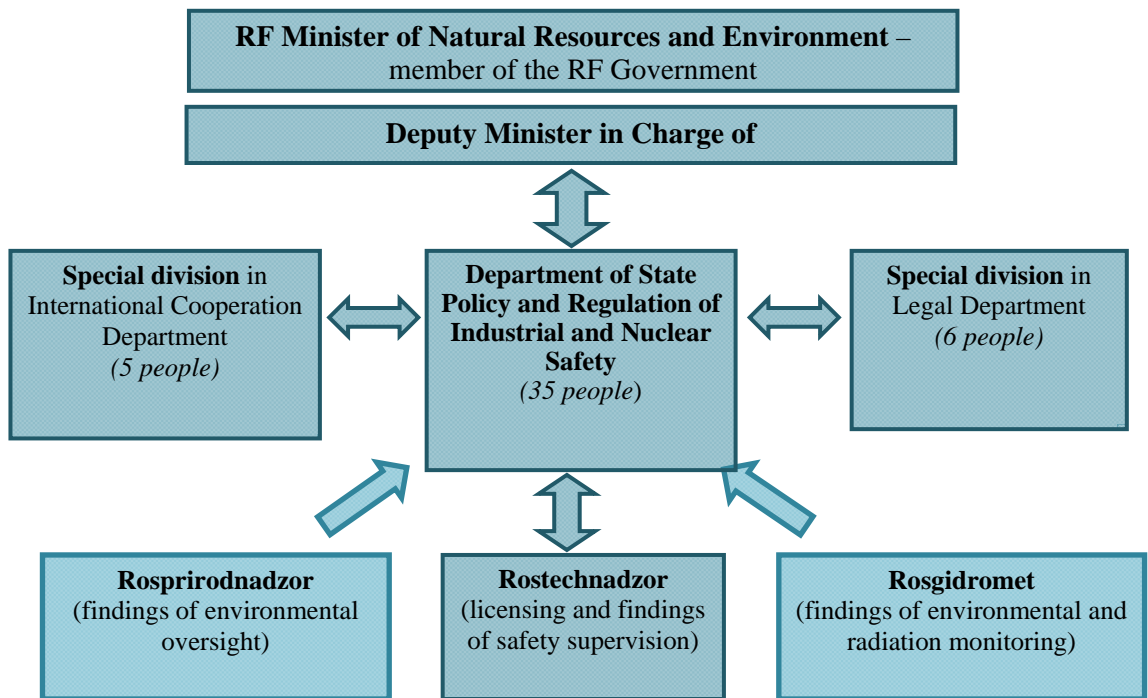 RF Minister of Natural Resources and Environment –
member of the RF Government
Deputy Minister in Charge of
Special division in
International Cooperation
Department
(5 people)
Department of State
Policy and Regulation of
Industrial and Nuclear
Safety
(35 people)
Special division in
Legal Department
(6 people)
Rosprirodnadzor
(findings of environmental
oversight)
Rostechnadzor
(licensing and findings
of safety supervision)
Rosgidromet
(findings of environmental and
radiation monitoring)